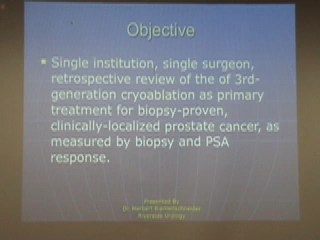 Objective
Single institution, single surgeon,
retrospective review of the of 3rd-
generation cryoablation as primary
treatment for biopsy-proven,
clinically-localized prostate cancer, as
measured by biopsy and PSA
response.
Presented By
Dr. Herbert
Riverside Urology